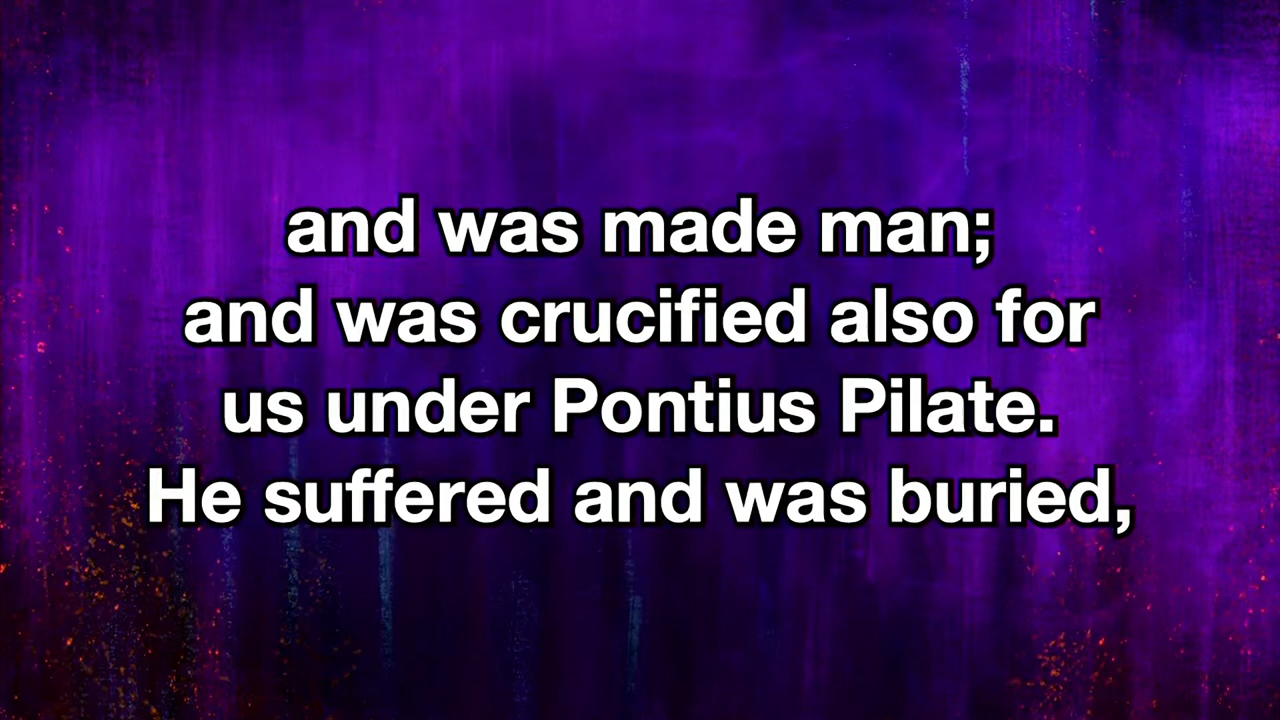 and was made man;
and was crucified also for
us under Pontius Pilate.
He suffered and was buried,